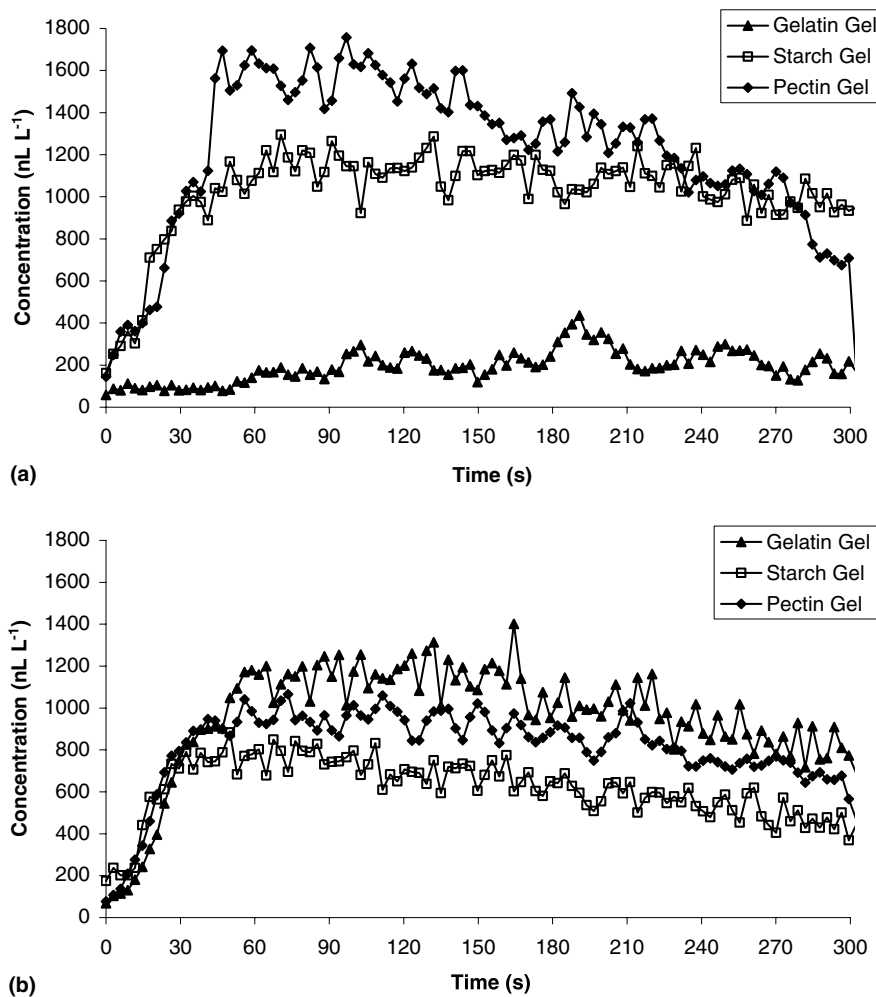 1800
1600
1400
1200
1000
800
600
400
200
0
Concentration (nL L-1)
Gelatin Gel
Starch Gel
Pectin Gel
0 30 60 90 120 150 180 210 240 270 300
Time (s)
(a)
1800
1600
1400
1200
1000
800
600
400
200
0
Concentration (nL L-1)
Gelatin Gel
Starch Gel
Pectin Gel
0 30 60 90 120 150 180 210 240 270 300
Time (s)
(b)